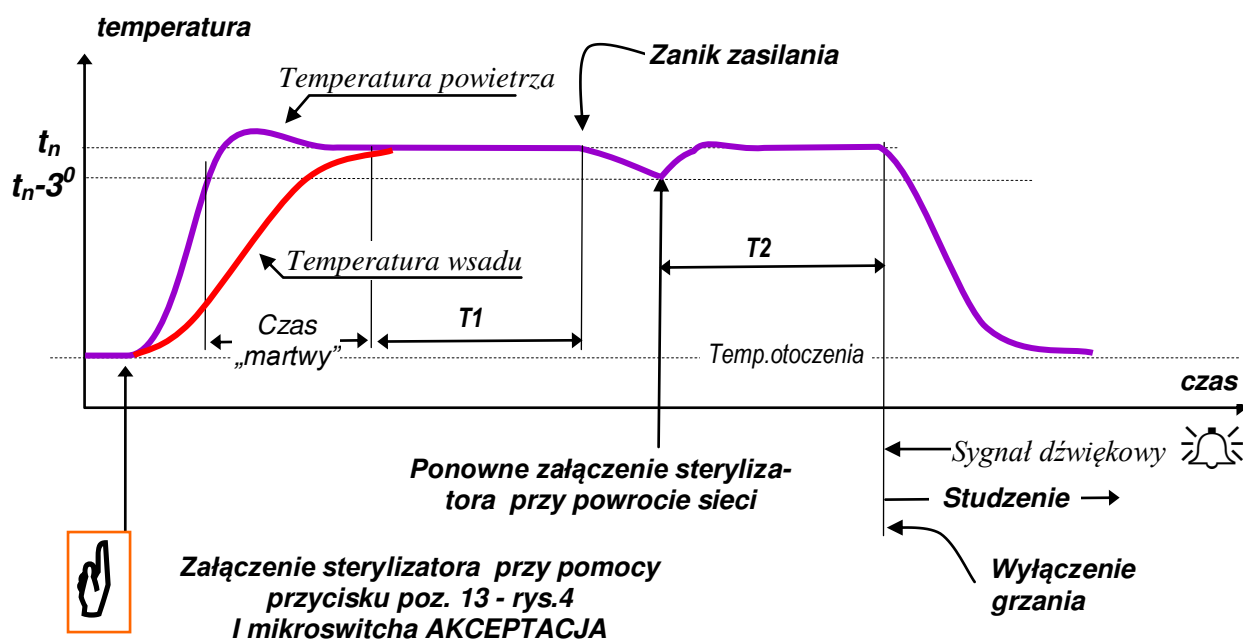 temperatura
Zanik zasilania
Temperatura powietrza
tn
tn-3⁰
T2
Temperatura wsadu
T1
Czas
„martwy”
Temp.otoczenia
czas
Ponowne załączenie steryliza-
tora przy powrocie sieci
Sygnał dźwiękowy
Studzenie
Załączenie sterylizatora przy pomocy
przycisku poz. 13 - rys.4
I mikroswitcha AKCEPTACJA
Wyłączenie
grzania